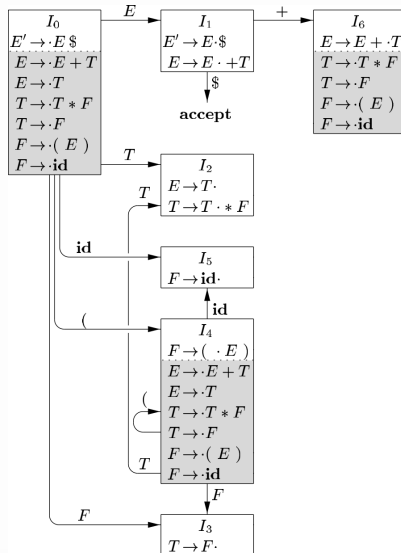 I₀
E′ → ·E $
E → ·E + T
E → ·T
T → ·T * F
T → ·F
F → ·( E )
F → ·id
E
I₁
E′ → E·$
E → E· +T
$
accept
+
I₆
E → E + ·T
T → ·T * F
T → ·F
F → ·( E )
F → ·id
T
T
I₂
E → T·
T → T· * F
id
I₅
F → id·
id
(
I₄
F → ( · E )
E → ·E + T
E → ·T
T → ·T * F
T → ·F
F → ·( E )
F → ·id
(
T
F
F
I₃
T → F·